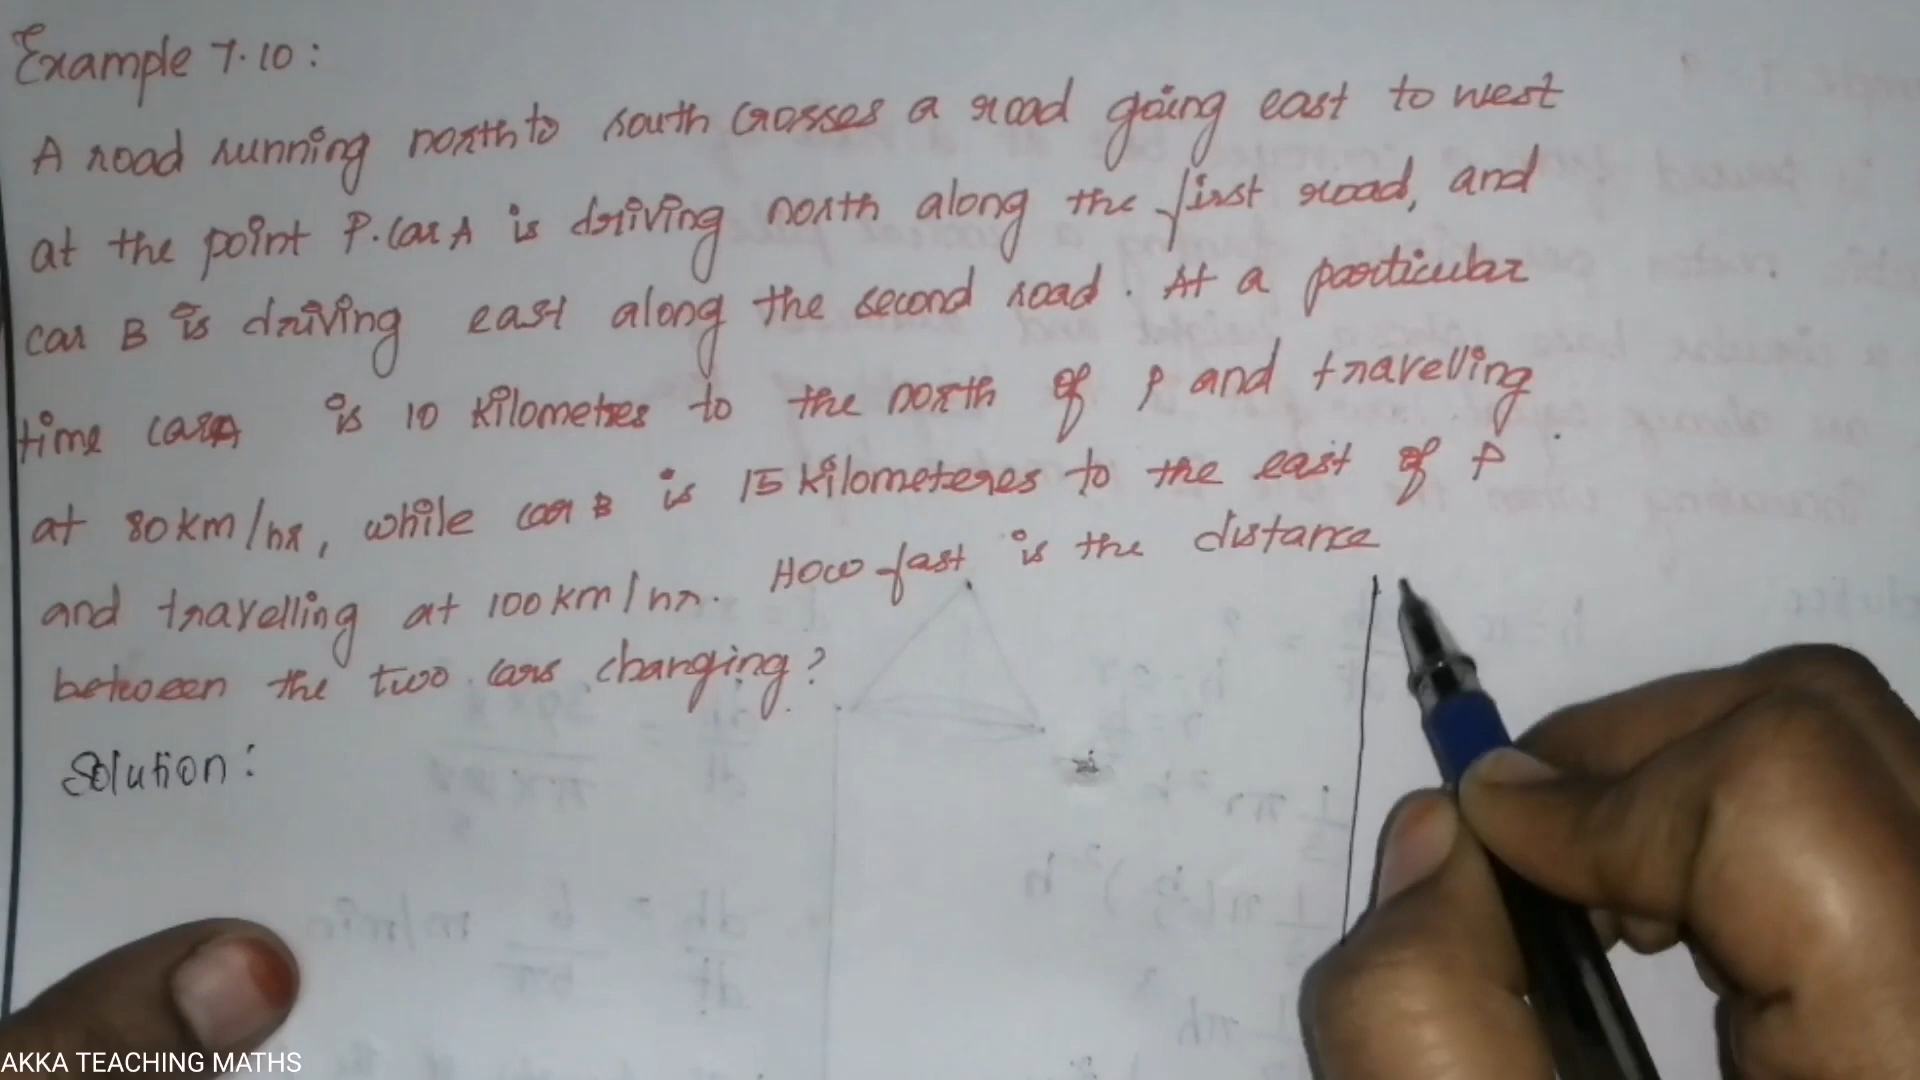 Example 7.10:
A road running north to south crosses a road going east to west
at the point P. Car A is driving north along the first road, and
car B is driving east along the second road. At a particular
time car A is 10 kilometres to the north of P and travelling
at 80 km/hr, while car B is 15 kilometeres to the east of P
and travelling at 100 km/hr. How fast is the distance
between the two cars changing?
Solution:
AKKA TEACHING MATHS